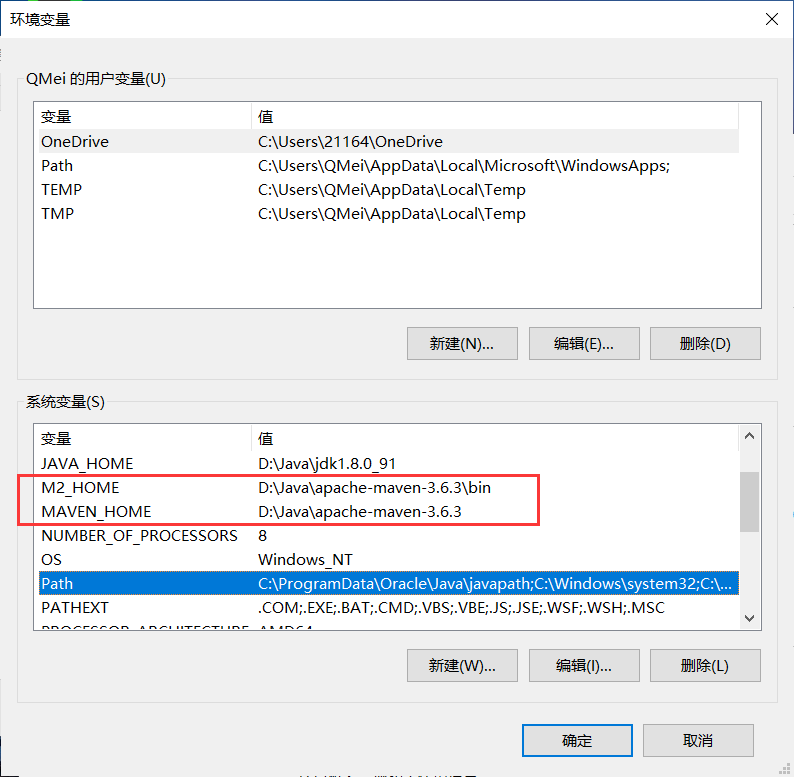 环境变量
QMei 的用户变量(U)
变量 值
OneDrive C:\Users\21164\OneDrive
Path C:\Users\QMei\AppData\Local\Microsoft\WindowsApps;
TEMP C:\Users\QMei\AppData\Local\Temp
TMP C:\Users\QMei\AppData\Local\Temp
新建(N)... 编辑(E)... 删除(D)
系统变量(S)
变量 值
JAVA_HOME D:\Java\jdk1.8.0_91
M2_HOME D:\Java\apache-maven-3.6.3\bin
MAVEN_HOME D:\Java\apache-maven-3.6.3
NUMBER_OF_PROCESSORS 8
OS Windows_NT
Path C:\ProgramData\Oracle\Java\javapath;C:\Windows\system32;C:\...
PATHEXT .COM;.EXE;.BAT;.CMD;.VBS;.VBE;.JS;.JSE;.WSF;.WSH;.MSC
PROCESSOR_ARCHITECTURE AMD64
新建(W)... 编辑(I)... 删除(L)
确定 取消